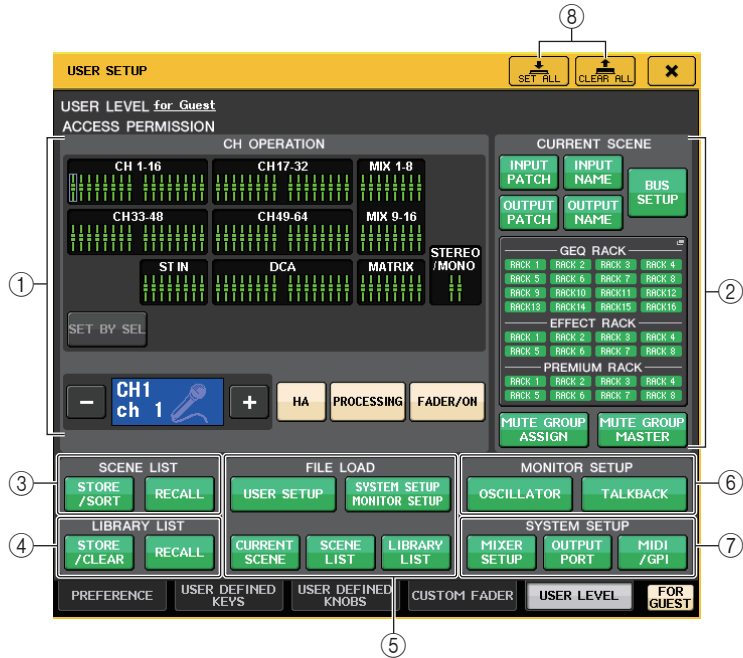 ⑧
USER SETUP
SET ALL
CLEAR ALL
USER LEVEL for Guest
ACCESS PERMISSION
①
CH OPERATION
CH 1-16
CH17-32
MIX 1-8
CH33-48
CH49-64
MIX 9-16
STEREO
/MONO
ST IN
DCA
MATRIX
SET BY SEL
CH1
ch 1
HA
PROCESSING
FADER/ON
②
CURRENT SCENE
INPUT
PATCH
INPUT
NAME
BUS
SETUP
OUTPUT
PATCH
OUTPUT
NAME
GEQ RACK
RACK 1 RACK 2 RACK 3 RACK 4
RACK 5 RACK 6 RACK 7 RACK 8
RACK 9 RACK10 RACK11 RACK12
RACK13 RACK14 RACK15 RACK16
EFFECT RACK
RACK 1 RACK 2 RACK 3 RACK 4
RACK 5 RACK 6 RACK 7 RACK 8
PREMIUM RACK
RACK 1 RACK 2 RACK 3 RACK 4
RACK 5 RACK 6 RACK 7 RACK 8
MUTE GROUP
ASSIGN
MUTE GROUP
MASTER
③
SCENE LIST
STORE
/SORT
RECALL
④
LIBRARY LIST
STORE
/CLEAR
RECALL
FILE LOAD
USER SETUP
SYSTEM SETUP
MONITOR SETUP
CURRENT
SCENE
SCENE
LIST
LIBRARY
LIST
⑤
MONITOR SETUP
OSCILLATOR
TALKBACK
⑥
SYSTEM SETUP
MIXER
SETUP
OUTPUT
PORT
MIDI
/GPI
⑦
PREFERENCE
USER DEFINED
KEYS
USER DEFINED
KNOBS
CUSTOM FADER
USER LEVEL
FOR
GUEST